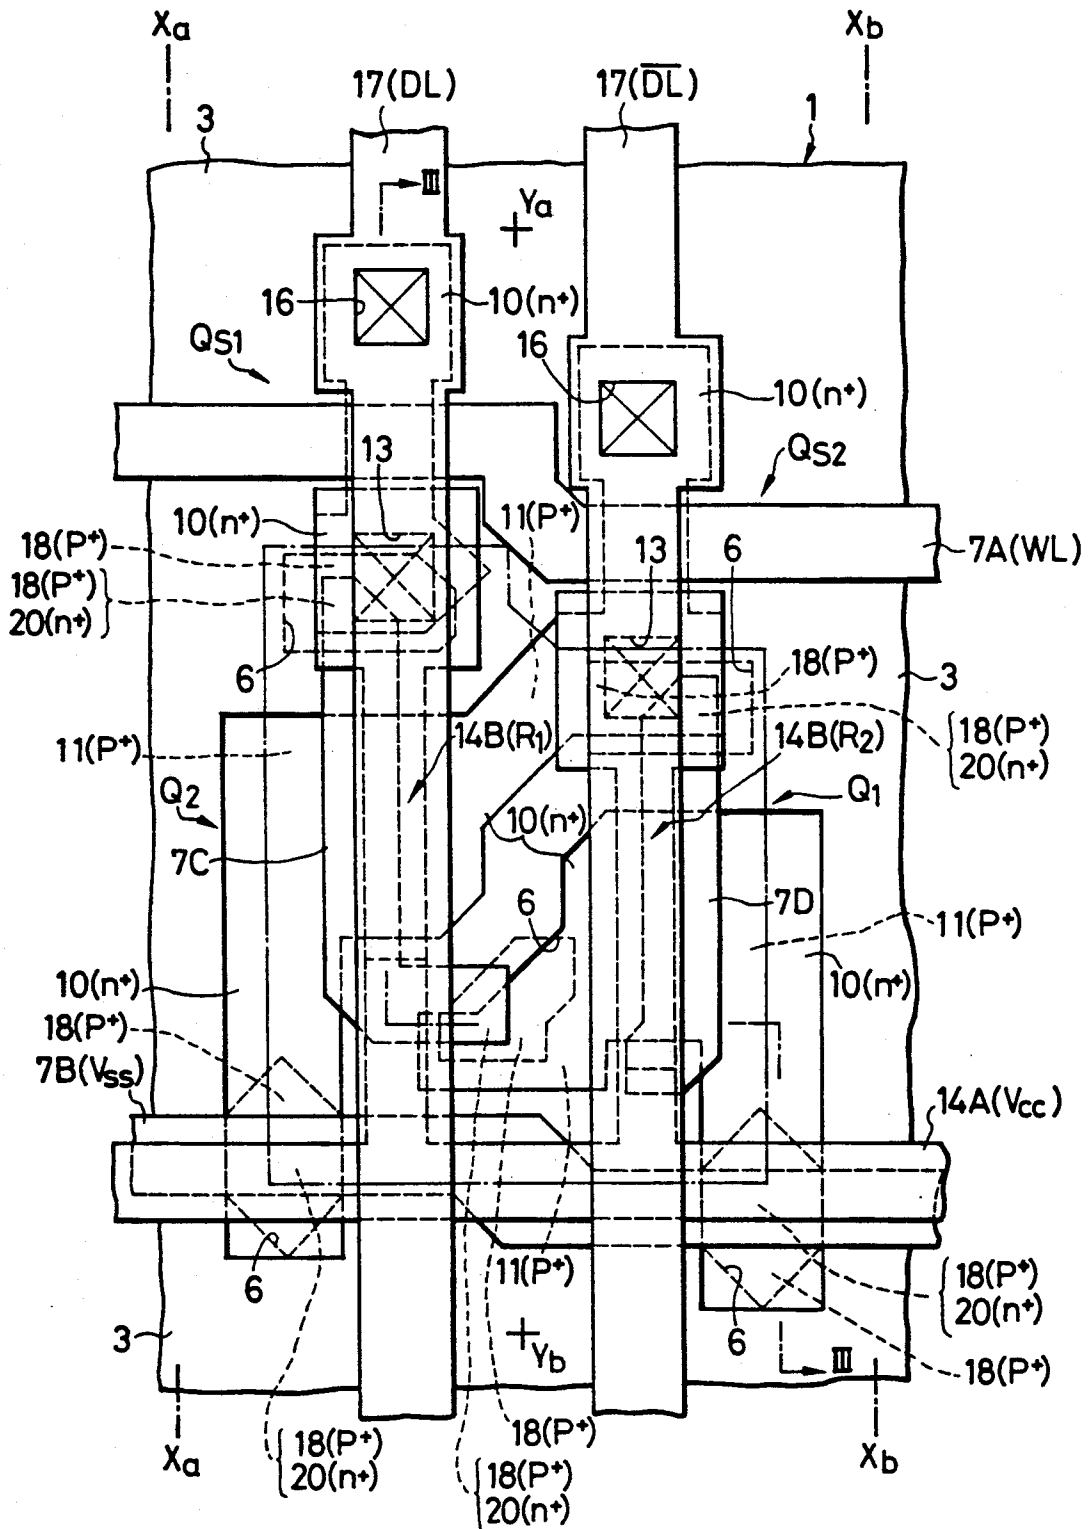 Xa
Xb
17(DL)
17(D̅L̅)
3
1
III
Ya
16
10(n+)
QS1
16
10(n+)
13
QS2
10(n+)
11(P+)
18(P+)
7A(WL)
13
6
18(P+)
20(n+)
6
18(P+)
3
14B(R1)
14B(R2)
18(P+)
20(n+)
11(P+)
Q2
Q1
10(n+)
7C
7D
6
11(P+)
10(n+)
10(n+)
18(P+)
7B(VSS)
14A(VCC)
6
11(P+)
18(P+)
20(n+)
3
Yb
6
III
18(P+)
Xa
18(P+)
20(n+)
18(P+)
18(P+)
20(n+)
Xb